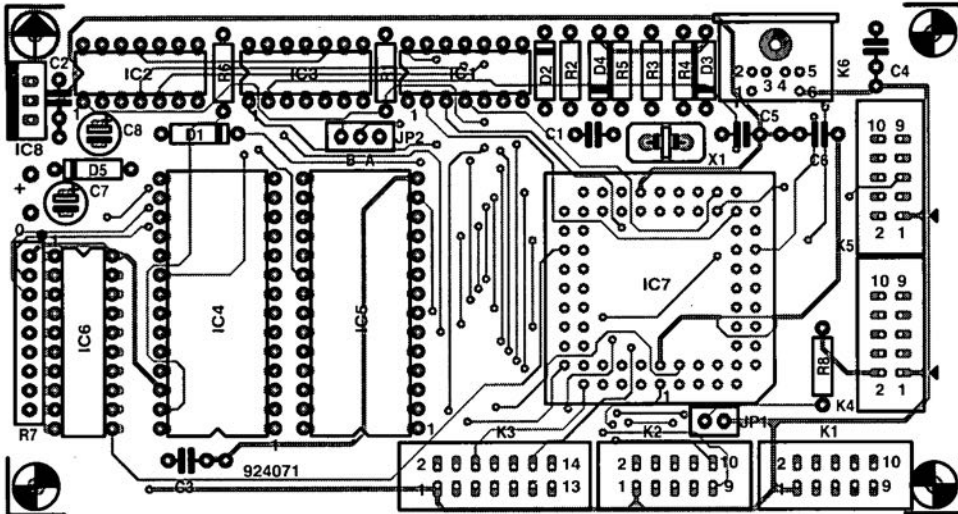 C2
IC2
R6
IC3
R1
IC1
D2
R2
D4
R5
R3
R4
D3
K6
C4
2 5
3 4
1 6
1
1
1
IC8
C8
D1
JP2
B A
C1
X1
C5
C6
10 9
D5
C7
+
0
1
IC4
IC5
IC7
K5
2 1
10 9
IC6
R8
2 1
K4
R7
1
1
1
JP1
K3
K2
K1
924071
C3
2 14
1 13
2 10
1 9
2 10
1 9